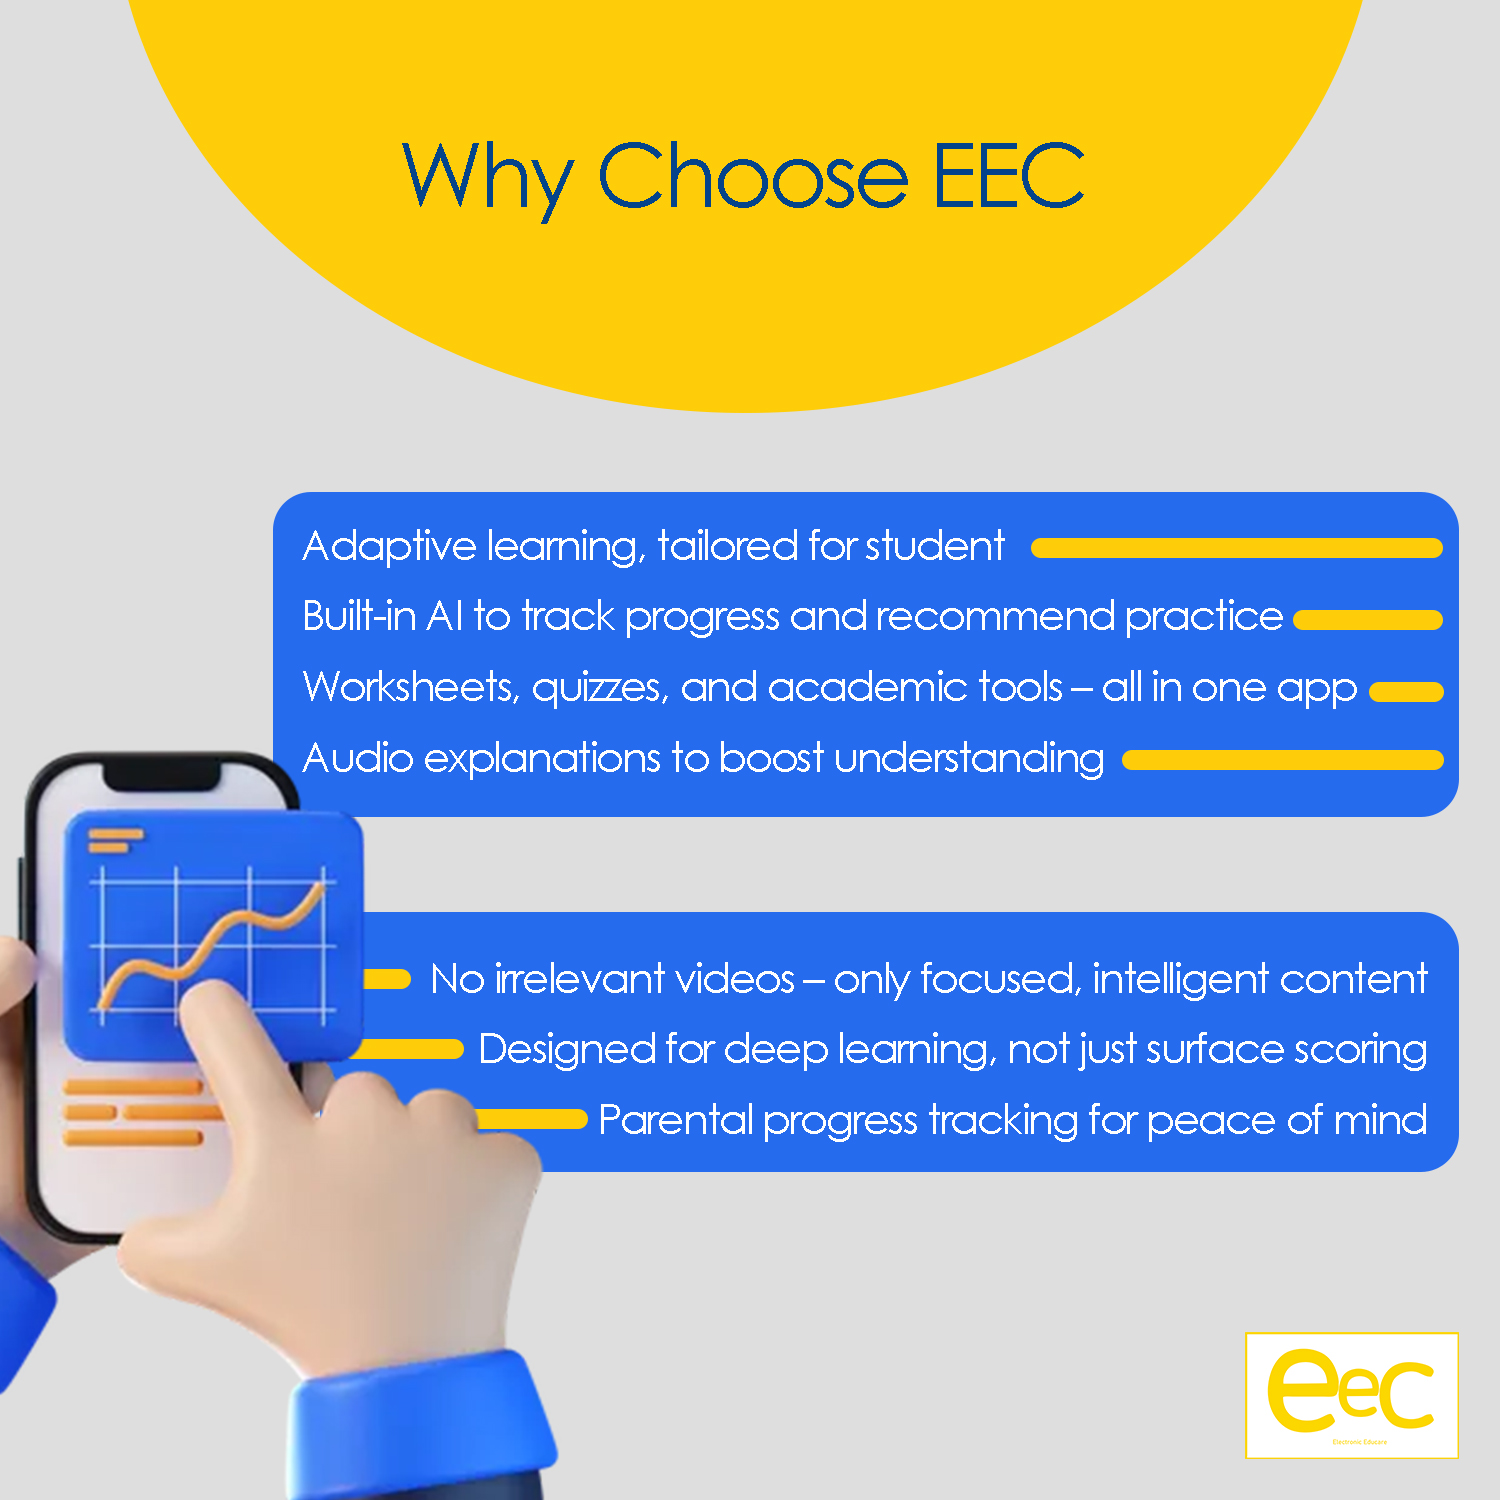 Why Choose EEC
Adaptive learning, tailored for student
Built-in AI to track progress and recommend practice
Worksheets, quizzes, and academic tools – all in one app
Audio explanations to boost understanding
No irrelevant videos – only focused, intelligent content
Designed for deep learning, not just surface scoring
Parental progress tracking for peace of mind
eec
Electronic Educare